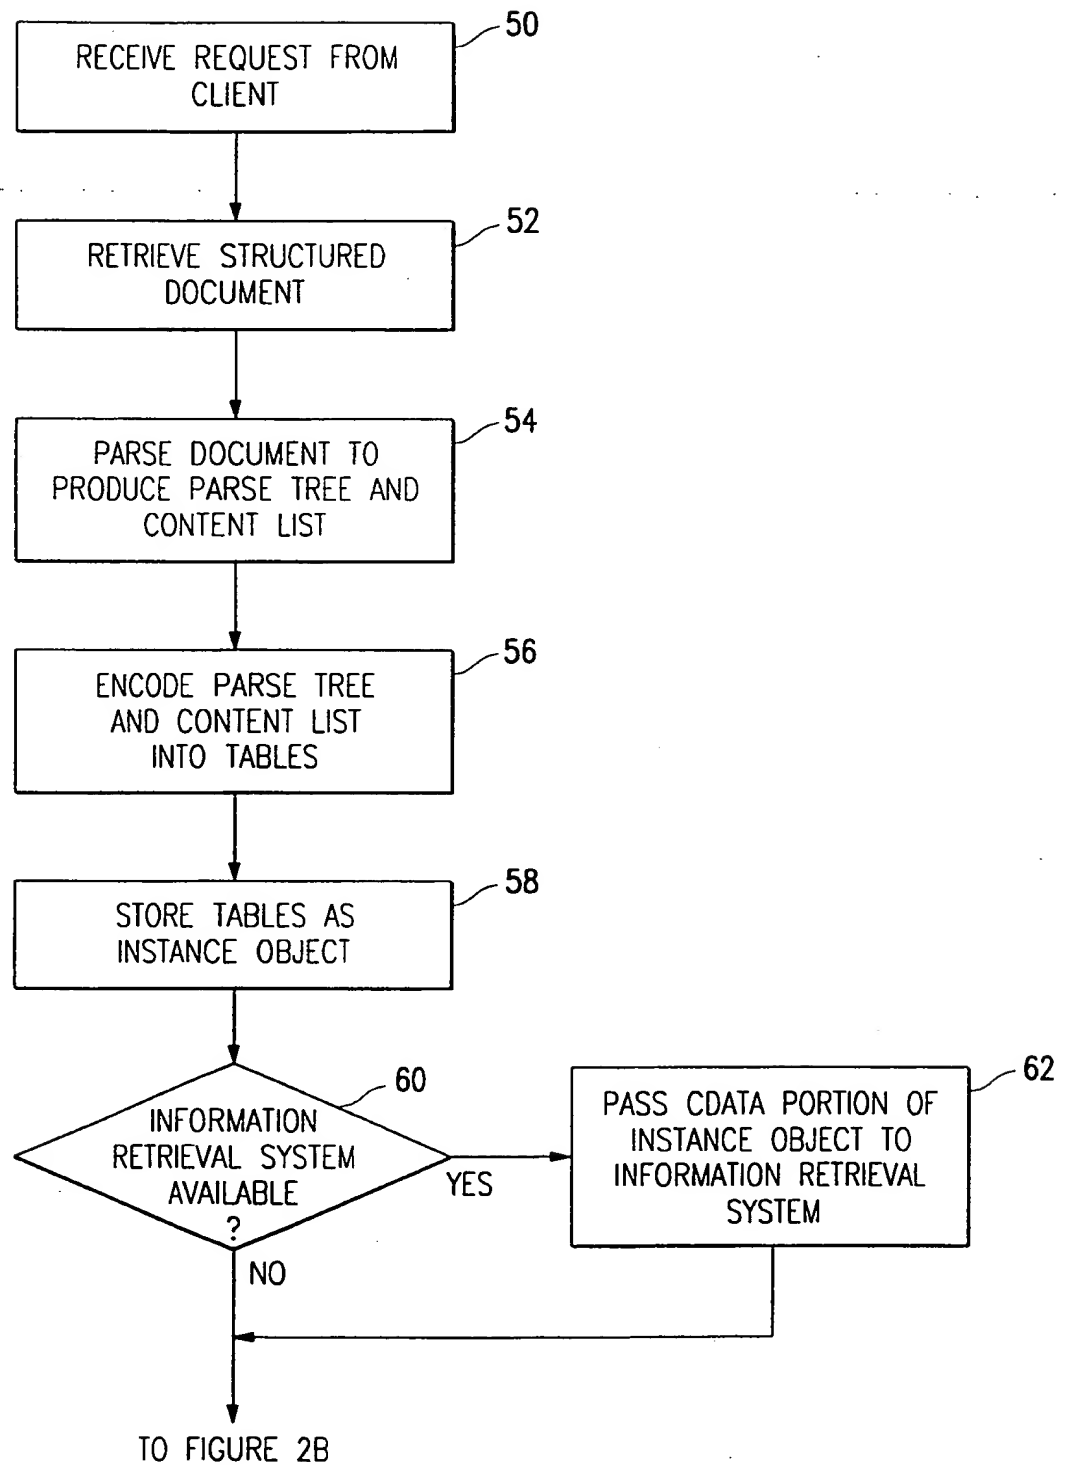 50
RECEIVE REQUEST FROM
CLIENT
52
RETRIEVE STRUCTURED
DOCUMENT
54
PARSE DOCUMENT TO
PRODUCE PARSE TREE AND
CONTENT LIST
56
ENCODE PARSE TREE
AND CONTENT LIST
INTO TABLES
58
STORE TABLES AS
INSTANCE OBJECT
60
INFORMATION
RETRIEVAL SYSTEM
AVAILABLE
?
YES
NO
62
PASS CDATA PORTION OF
INSTANCE OBJECT TO
INFORMATION RETRIEVAL
SYSTEM
TO FIGURE 2B